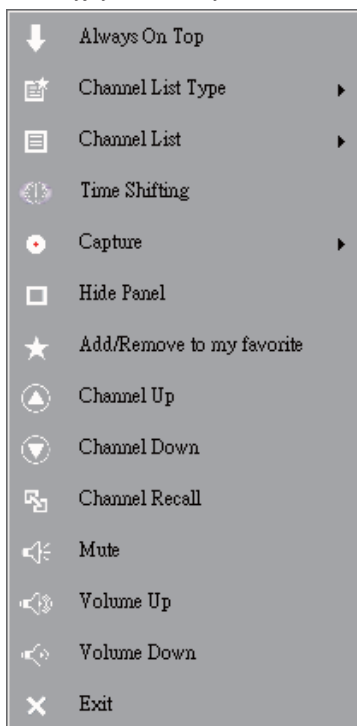 Always On Top
Channel List Type
Channel List
Time Shifting
Capture
Hide Panel
Add/Remove to my favorite
Channel Up
Channel Down
Channel Recall
Mute
Volume Up
Volume Down
Exit